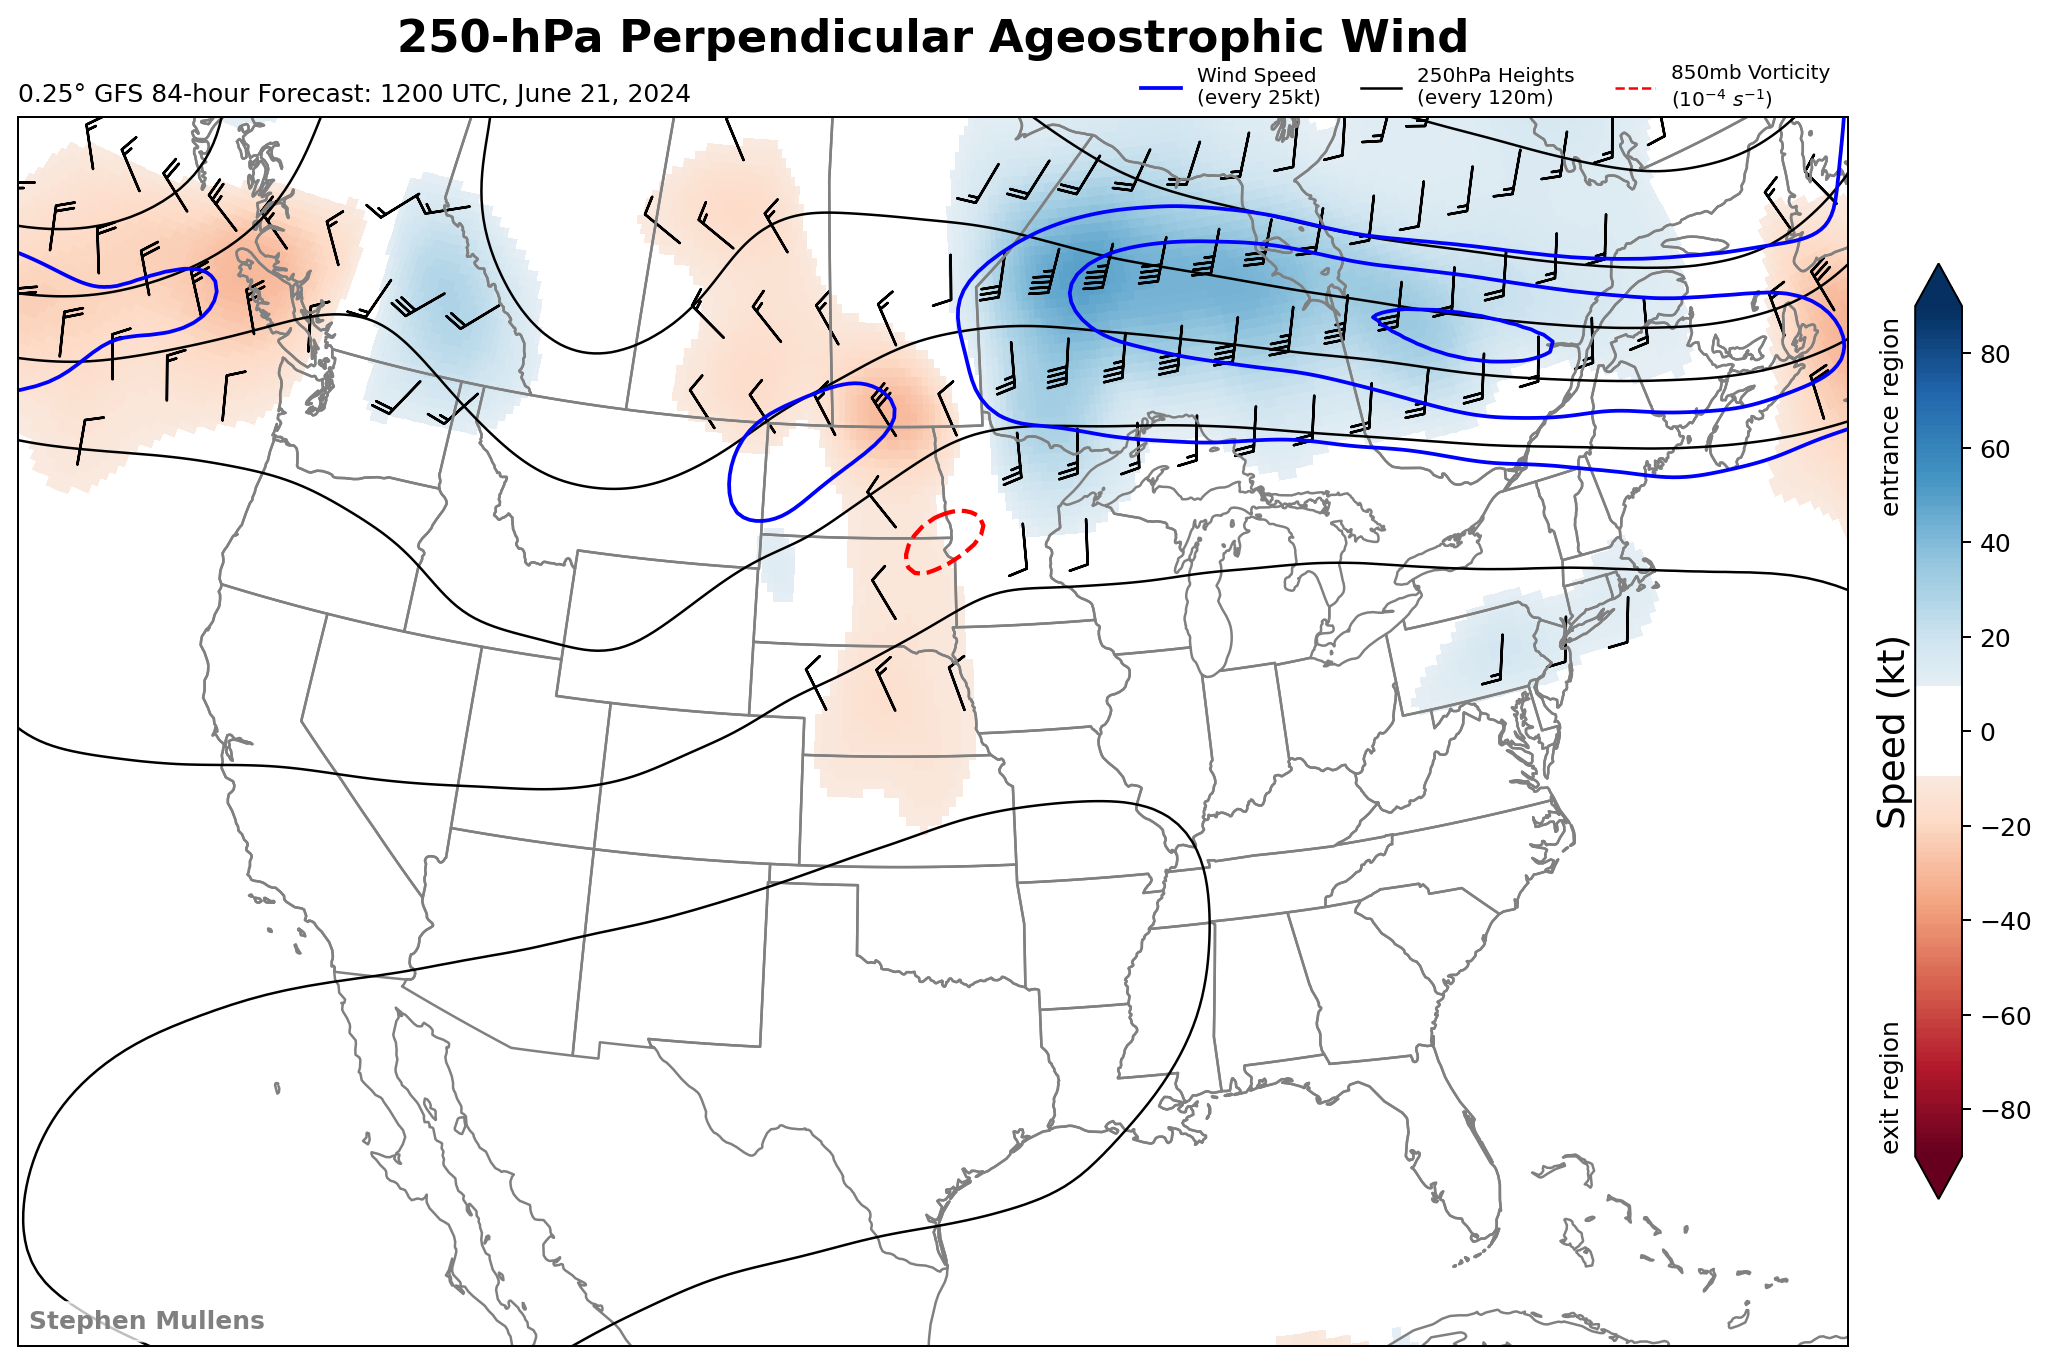 250-hPa Perpendicular Ageostrophic Wind
0.25° GFS 84-hour Forecast: 1200 UTC, June 21, 2024
Wind Speed
(every 25kt)
250hPa Heights
(every 120m)
850mb Vorticity
(10⁻⁴ s⁻¹)
entrance region
Speed (kt)
exit region
80
60
40
20
0
−20
−40
−60
−80
Stephen Mullens